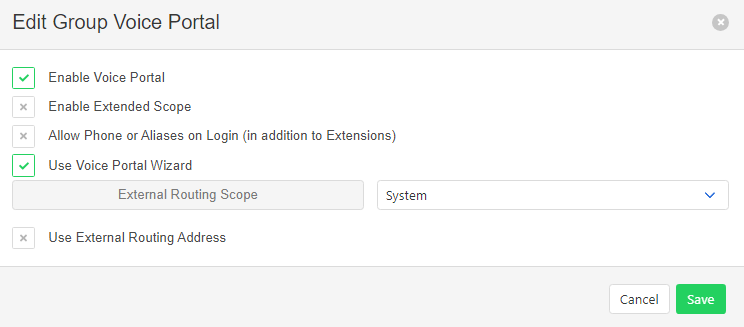 Edit Group Voice Portal
Enable Voice Portal
Enable Extended Scope
Allow Phone or Aliases on Login (in addition to Extensions)
Use Voice Portal Wizard
External Routing Scope System
Use External Routing Address
Cancel Save